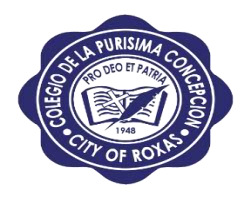 COLEGIO DE LA PURISIMA CONCEPCION
PRO DEO ET PATRIA
1948
• CITY OF ROXAS •